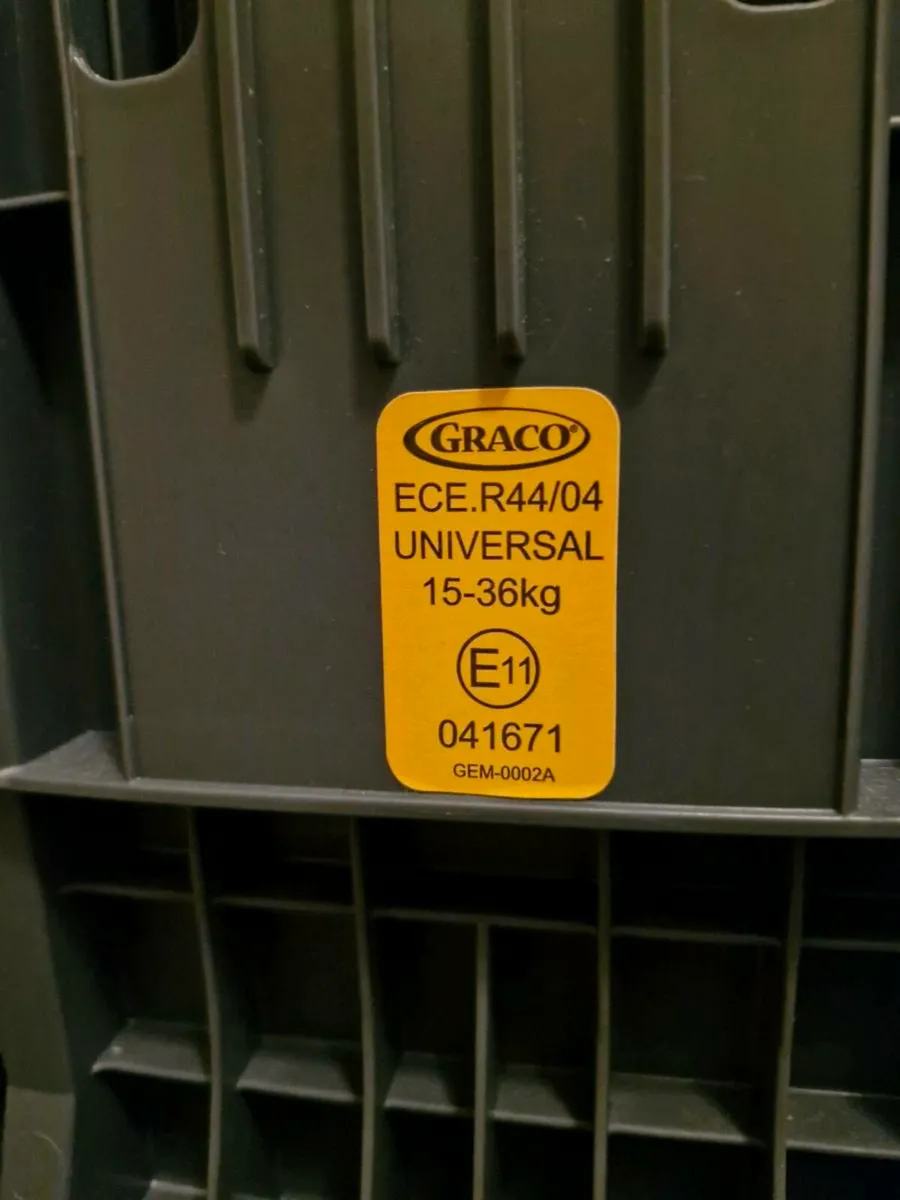 GRACO®
ECE.R44/04
UNIVERSAL
15-36kg
E11
041671
GEM-0002A